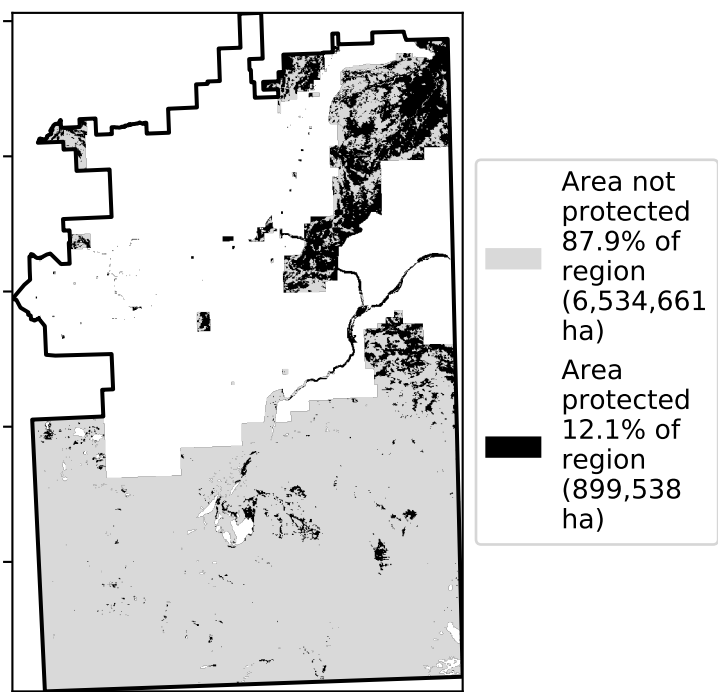 Area not
protected
87.9% of
region
(6,534,661
ha)
Area
protected
12.1% of
region
(899,538
ha)